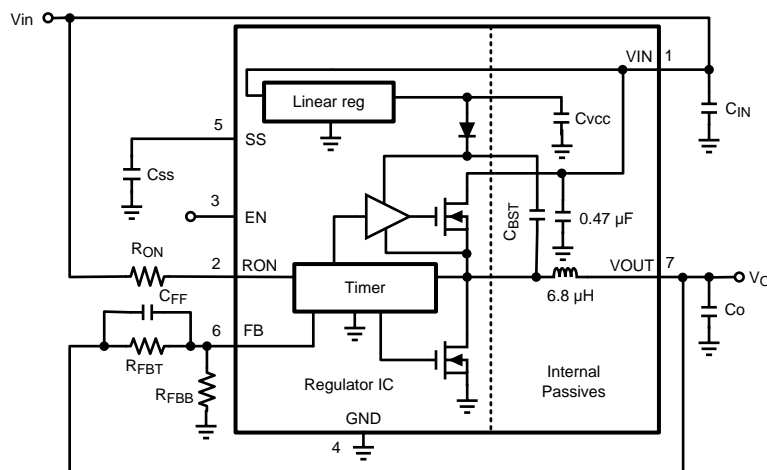 Vin
VIN
1
Linear reg
CVCC
CIN
5
SS
CSS
3
EN
CBST
0.47 µF
RON
2
RON
VOUT
7
Timer
6.8 µH
VO
CFF
6
FB
CO
RFBT
RFBB
Regulator IC
Internal
Passives
GND
4